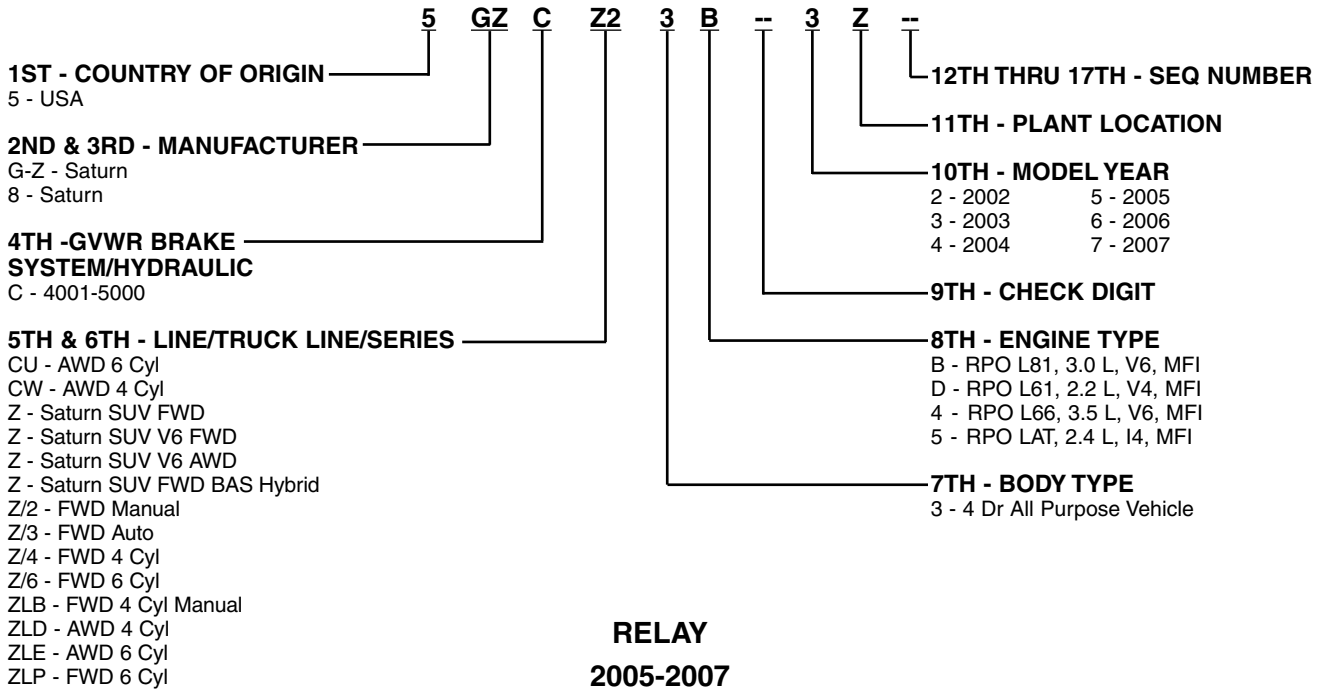 5 GZ C Z2 3 B -- 3 Z --
1ST - COUNTRY OF ORIGIN
5 - USA
2ND & 3RD - MANUFACTURER
G-Z - Saturn
8 - Saturn
4TH -GVWR BRAKE
SYSTEM/HYDRAULIC
C - 4001-5000
5TH & 6TH - LINE/TRUCK LINE/SERIES
CU - AWD 6 Cyl
CW - AWD 4 Cyl
Z - Saturn SUV FWD
Z - Saturn SUV V6 FWD
Z - Saturn SUV V6 AWD
Z - Saturn SUV FWD BAS Hybrid
Z/2 - FWD Manual
Z/3 - FWD Auto
Z/4 - FWD 4 Cyl
Z/6 - FWD 6 Cyl
ZLB - FWD 4 Cyl Manual
ZLD - AWD 4 Cyl
ZLE - AWD 6 Cyl
ZLP - FWD 6 Cyl
12TH THRU 17TH - SEQ NUMBER
11TH - PLANT LOCATION
10TH - MODEL YEAR
2 - 2002 5 - 2005
3 - 2003 6 - 2006
4 - 2004 7 - 2007
9TH - CHECK DIGIT
8TH - ENGINE TYPE
B - RPO L81, 3.0 L, V6, MFI
D - RPO L61, 2.2 L, V4, MFI
4 - RPO L66, 3.5 L, V6, MFI
5 - RPO LAT, 2.4 L, I4, MFI
7TH - BODY TYPE
3 - 4 Dr All Purpose Vehicle
RELAY
2005-2007